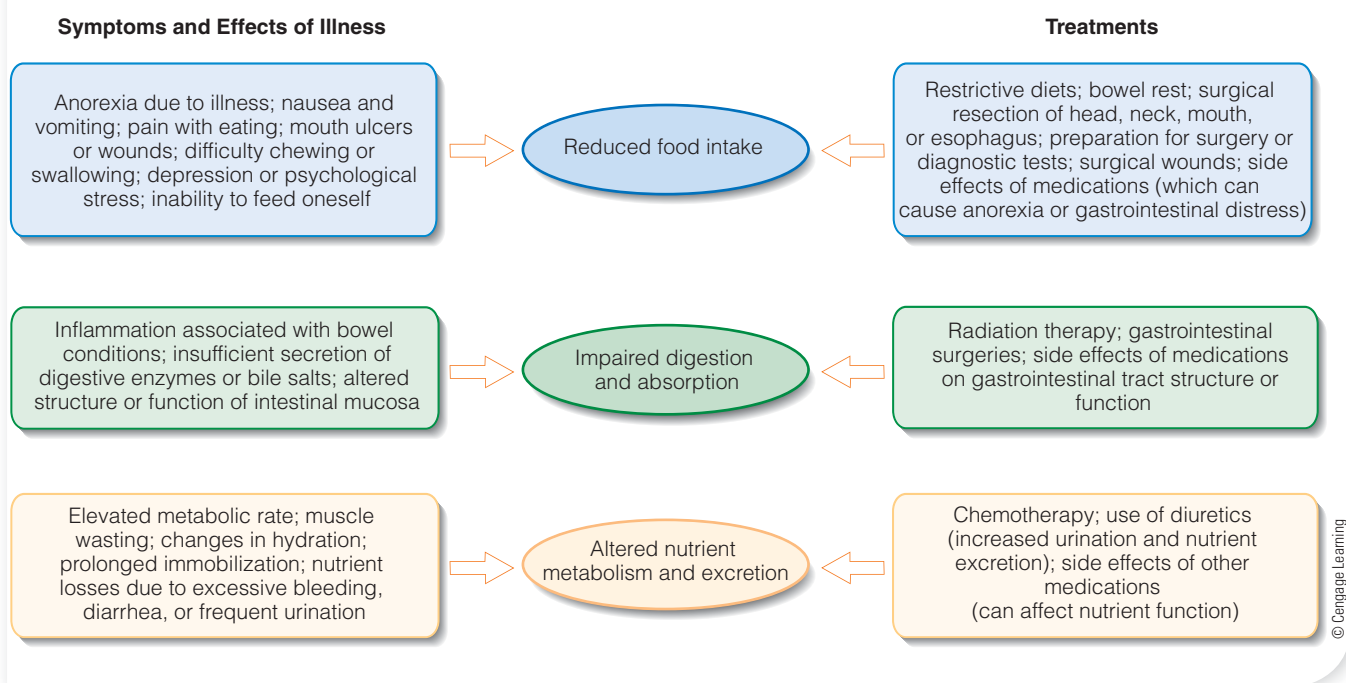 Symptoms and Effects of Illness
Treatments
Anorexia due to illness; nausea and
vomiting; pain with eating; mouth ulcers
or wounds; difficulty chewing or
swallowing; depression or psychological
stress; inability to feed oneself
Reduced food intake
Restrictive diets; bowel rest; surgical
resection of head, neck, mouth,
or esophagus; preparation for surgery or
diagnostic tests; surgical wounds; side
effects of medications (which can
cause anorexia or gastrointestinal distress)
Inflammation associated with bowel
conditions; insufficient secretion of
digestive enzymes or bile salts; altered
structure or function of intestinal mucosa
Impaired digestion
and absorption
Radiation therapy; gastrointestinal
surgeries; side effects of medications
on gastrointestinal tract structure or
function
Elevated metabolic rate; muscle
wasting; changes in hydration;
prolonged immobilization; nutrient
losses due to excessive bleeding,
diarrhea, or frequent urination
Altered nutrient
metabolism and excretion
Chemotherapy; use of diuretics
(increased urination and nutrient
excretion); side effects of other
medications
(can affect nutrient function)
© Cengage Learning